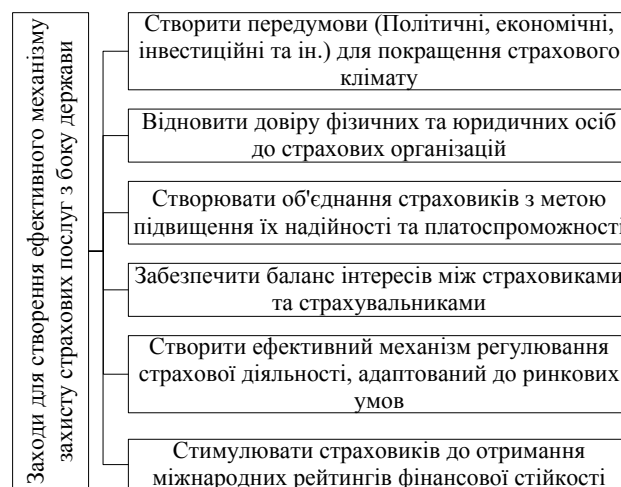 Заходи для створення ефективного механізму
захисту страхових послуг з боку держави
Створити передумови (Політичні, економічні,
інвестиційні та ін.) для покращення страхового
клімату
Відновити довіру фізичних та юридичних осіб
до страхових організацій
Створювати об'єднання страховиків з метою
підвищення їх надійності та платоспроможності
Забезпечити баланс інтересів між страховиками
та страхувальниками
Створити ефективний механізм регулювання
страхової діяльності, адаптований до ринкових
умов
Стимулювати страховиків до отримання
міжнародних рейтингів фінансової стійкості